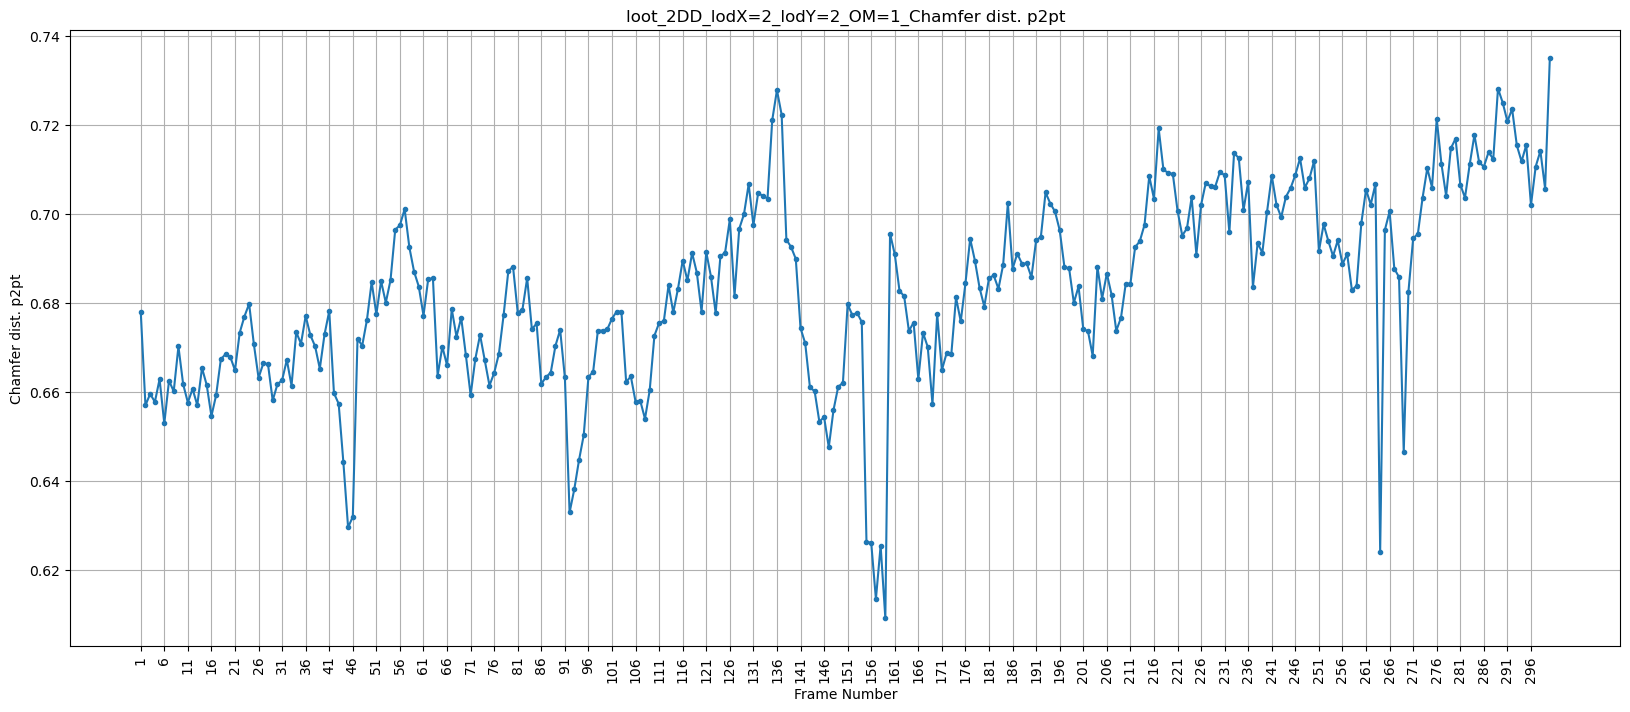 loot_2DD_lodX=2_lodY=2_OM=1_Chamfer dist. p2pt
0.74
0.72
0.70
0.68
0.66
0.64
0.62
Chamfer dist. p2pt
1 6 11 16 21 26 31 36 41 46 51 56 61 66 71 76 81 86 91 96 101 106 111 116 121 126 131 136 141 146 151 156 161 166 171 176 181 186 191 196 201 206 211 216 221 226 231 236 241 246 251 256 261 266 271 276 281 286 291 296
Frame Number